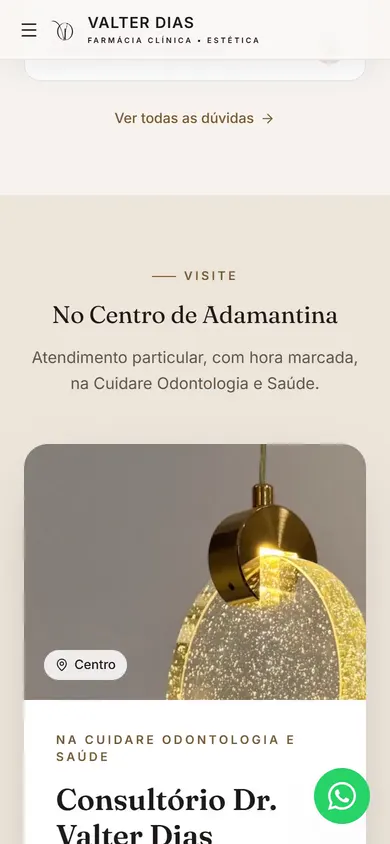 VALTER DIAS
FARMÁCIA CLÍNICA • ESTÉTICA
Ver todas as dúvidas →
VISITE
No Centro de Adamantina
Atendimento particular, com hora marcada,
na Cuidare Odontologia e Saúde.
Centro
NA CUIDARE ODONTOLOGIA E
SAÚDE
Consultório Dr.
Valter Dias